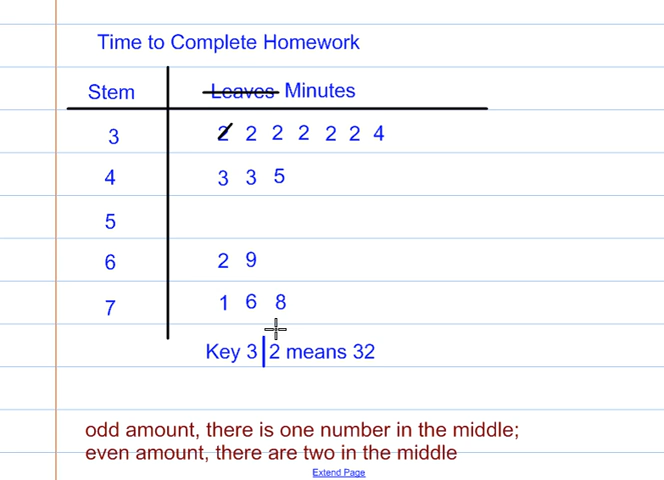 Time to Complete Homework
Stem Leaves Minutes
3 2 2 2 2 2 2 4
4 3 3 5
5
6 2 9
7 1 6 8
Key 3|2 means 32
odd amount, there is one number in the middle;
even amount, there are two in the middle
Extend Page